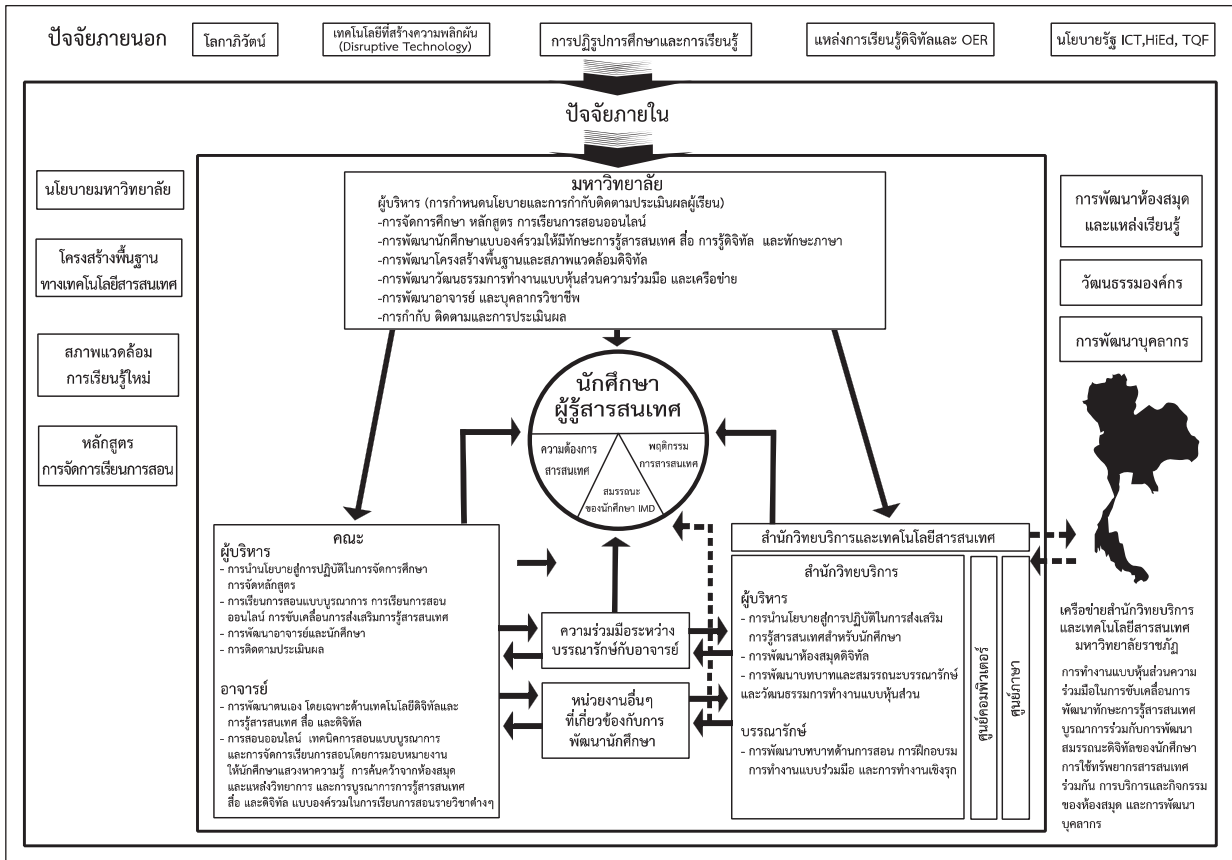 ปัจจัยภายนอก
โลกาภิวัตน์
เทคโนโลยีที่สร้างความพลิกผัน
(Disruptive Technology)
การปฏิรูปการศึกษาและการเรียนรู้
แหล่งการเรียนรู้ดิจิทัลและ OER
นโยบายรัฐ ICT,HiEd, TQF
ปัจจัยภายใน
นโยบายมหาวิทยาลัย
โครงสร้างพื้นฐาน
ทางเทคโนโลยีสารสนเทศ
สภาพแวดล้อม
การเรียนรู้ใหม่
หลักสูตร
การจัดการเรียนการสอน
มหาวิทยาลัย
ผู้บริหาร (การกำหนดนโยบายและการกำกับติดตามประเมินผลผู้เรียน)
-การจัดการศึกษา หลักสูตร การเรียนการสอนออนไลน์
-การพัฒนานักศึกษาแบบองค์รวมให้มีทักษะการรู้สารสนเทศ สื่อ การรู้ดิจิทัล และทักษะภาษา
-การพัฒนาโครงสร้างพื้นฐานและสภาพแวดล้อมดิจิทัล
-การพัฒนาวัฒนธรรมการทำงานแบบหุ้นส่วนความร่วมมือ และเครือข่าย
-การพัฒนาอาจารย์ และบุคลากรวิชาชีพ
-การกำกับ ติดตามและการประเมินผล
การพัฒนาห้องสมุด
และแหล่งเรียนรู้
วัฒนธรรมองค์กร
การพัฒนาบุคลากร
นักศึกษา
ผู้รู้สารสนเทศ
ความต้องการ
สารสนเทศ
พฤติกรรม
การสารสนเทศ
สมรรถนะ
ของนักศึกษา IMD
คณะ
ผู้บริหาร
- การนำนโยบายสู่การปฏิบัติในการจัดการศึกษา
การจัดหลักสูตร
- การเรียนการสอนแบบบูรณาการ การเรียนการสอน
ออนไลน์ การขับเคลื่อนการส่งเสริมการรู้สารสนเทศ
- การพัฒนาอาจารย์และนักศึกษา
- การติดตามประเมินผล
อาจารย์
- การพัฒนาตนเอง โดยเฉพาะด้านเทคโนโลยีดิจิทัลและ
การรู้สารสนเทศ สื่อ และดิจิทัล
- การสอนออนไลน์ เทคนิคการสอนแบบบูรณาการ
และการจัดการเรียนการสอนโดยการมอบหมายงาน
ให้นักศึกษาแสวงหาความรู้ การค้นคว้าจากห้องสมุด
และแหล่งวิทยาการ และการบูรณาการการรู้สารสนเทศ
สื่อ และดิจิทัล แบบองค์รวมในการเรียนการสอนรายวิชาต่างๆ
ความร่วมมือระหว่าง
บรรณารักษ์กับอาจารย์
หน่วยงานอื่นๆ
ที่เกี่ยวข้องกับการ
พัฒนานักศึกษา
สำนักวิทยบริการและเทคโนโลยีสารสนเทศ
สำนักวิทยบริการ
ผู้บริหาร
- การนำนโยบายสู่การปฏิบัติในการส่งเสริม
การรู้สารสนเทศสำหรับนักศึกษา
- การพัฒนาห้องสมุดดิจิทัล
- การพัฒนาบทบาทและสมรรถนะบรรณารักษ์
และวัฒนธรรมการทำงานแบบหุ้นส่วน
บรรณารักษ์
- การพัฒนาบทบาทด้านการสอน การฝึกอบรม
การทำงานแบบร่วมมือ และการทำงานเชิงรุก
ศูนย์คอมพิวเตอร์
ศูนย์ภาษา
เครือข่ายสำนักวิทยบริการ
และเทคโนโลยีสารสนเทศ
มหาวิทยาลัยราชภัฏ
การทำงานแบบหุ้นส่วนความ
ร่วมมือในการขับเคลื่อนการ
พัฒนาทักษะการรู้สารสนเทศ
บูรณาการร่วมกับการพัฒนา
สมรรถนะดิจิทัลของนักศึกษา
การใช้ทรัพยากรสารสนเทศ
ร่วมกัน การบริการและกิจกรรม
ของห้องสมุด และการพัฒนา
บุคลากร